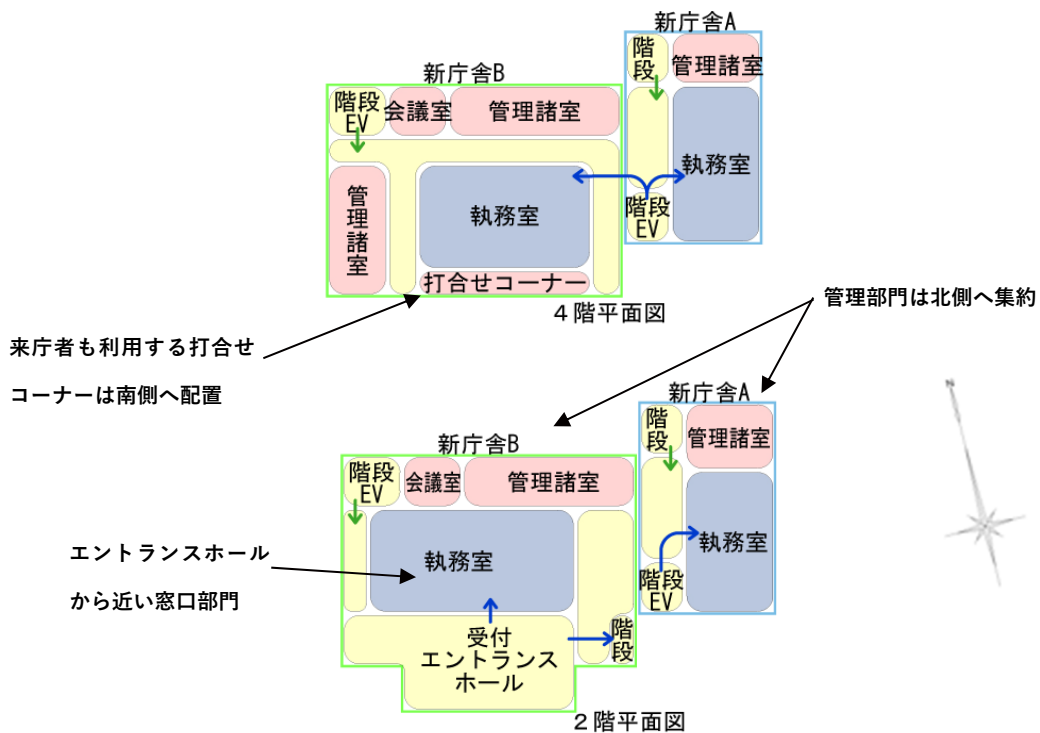 新庁舎A
階
段
管理諸室
新庁舎B
階段
EV
会議室
管理諸室
執務室
管
理
諸
室
執務室
階段
EV
打合せコーナー
４階平面図
管理部門は北側へ集約
来庁者も利用する打合せ
コーナーは南側へ配置
新庁舎A
階
段
管理諸室
新庁舎B
階段
EV
会議室
管理諸室
執務室
執務室
階段
EV
エントランスホール
から近い窓口部門
受付
エントランス
ホール
階
段
２階平面図
N